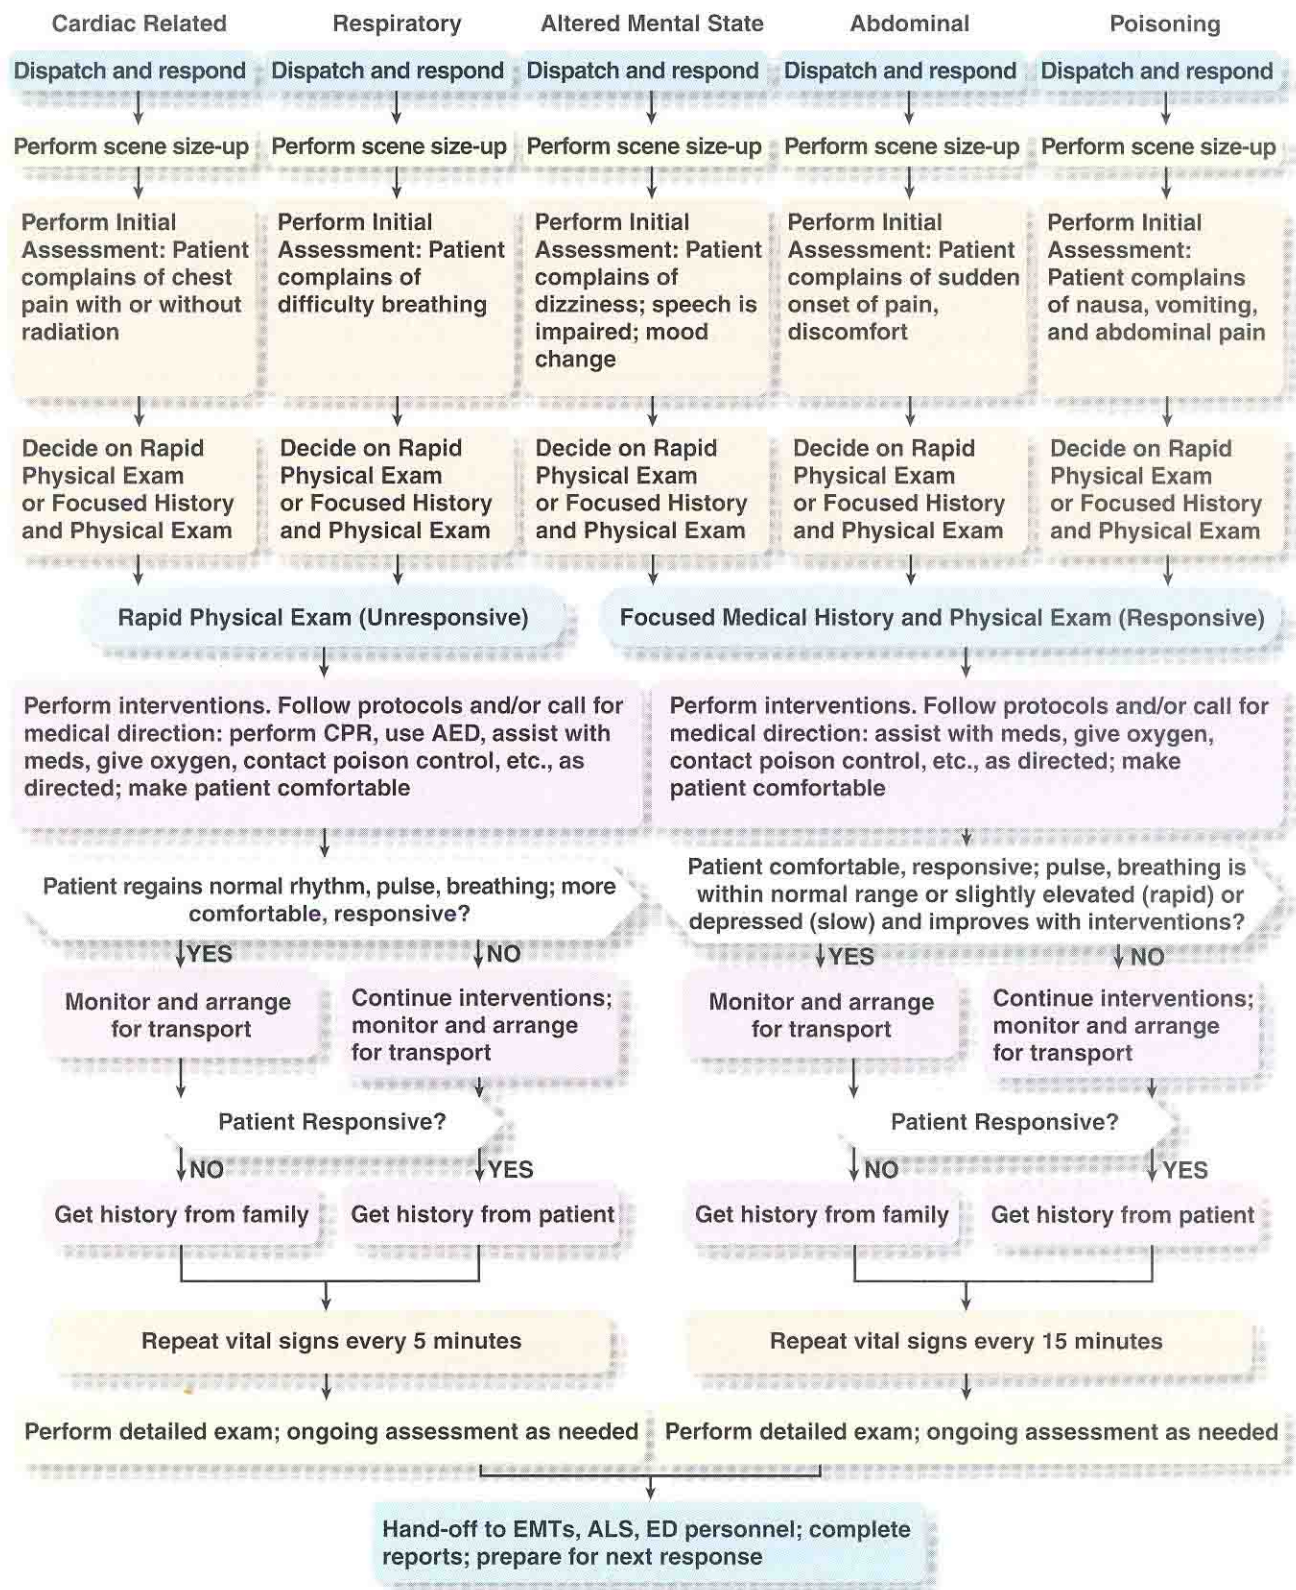 Cardiac Related
Respiratory
Altered Mental State
Abdominal
Poisoning
Dispatch and respond
Dispatch and respond
Dispatch and respond
Dispatch and respond
Dispatch and respond
Perform scene size-up
Perform scene size-up
Perform scene size-up
Perform scene size-up
Perform scene size-up
Perform Initial
Assessment: Patient
complains of chest
pain with or without
radiation
Perform Initial
Assessment: Patient
complains of
difficulty breathing
Perform Initial
Assessment: Patient
complains of
dizziness; speech is
impaired; mood
change
Perform Initial
Assessment: Patient
complains of sudden
onset of pain,
discomfort
Perform Initial
Assessment:
Patient complains
of nausa, vomiting,
and abdominal pain
Decide on Rapid
Physical Exam
or Focused History
and Physical Exam
Decide on Rapid
Physical Exam
or Focused History
and Physical Exam
Decide on Rapid
Physical Exam
or Focused History
and Physical Exam
Decide on Rapid
Physical Exam
or Focused History
and Physical Exam
Decide on Rapid
Physical Exam
or Focused History
and Physical Exam
Rapid Physical Exam (Unresponsive)
Focused Medical History and Physical Exam (Responsive)
Perform interventions. Follow protocols and/or call for
medical direction: perform CPR, use AED, assist with
meds, give oxygen, contact poison control, etc., as
directed; make patient comfortable
Perform interventions. Follow protocols and/or call for
medical direction: assist with meds, give oxygen,
contact poison control, etc., as directed; make
patient comfortable
Patient regains normal rhythm, pulse, breathing; more
comfortable, responsive?
Patient comfortable, responsive; pulse, breathing is
within normal range or slightly elevated (rapid) or
depressed (slow) and improves with interventions?
YES
NO
YES
NO
Monitor and arrange
for transport
Continue interventions;
monitor and arrange
for transport
Monitor and arrange
for transport
Continue interventions;
monitor and arrange
for transport
Patient Responsive?
Patient Responsive?
NO
YES
NO
YES
Get history from family
Get history from patient
Get history from family
Get history from patient
Repeat vital signs every 5 minutes
Repeat vital signs every 15 minutes
Perform detailed exam; ongoing assessment as needed
Perform detailed exam; ongoing assessment as needed
Hand-off to EMTs, ALS, ED personnel; complete
reports; prepare for next response